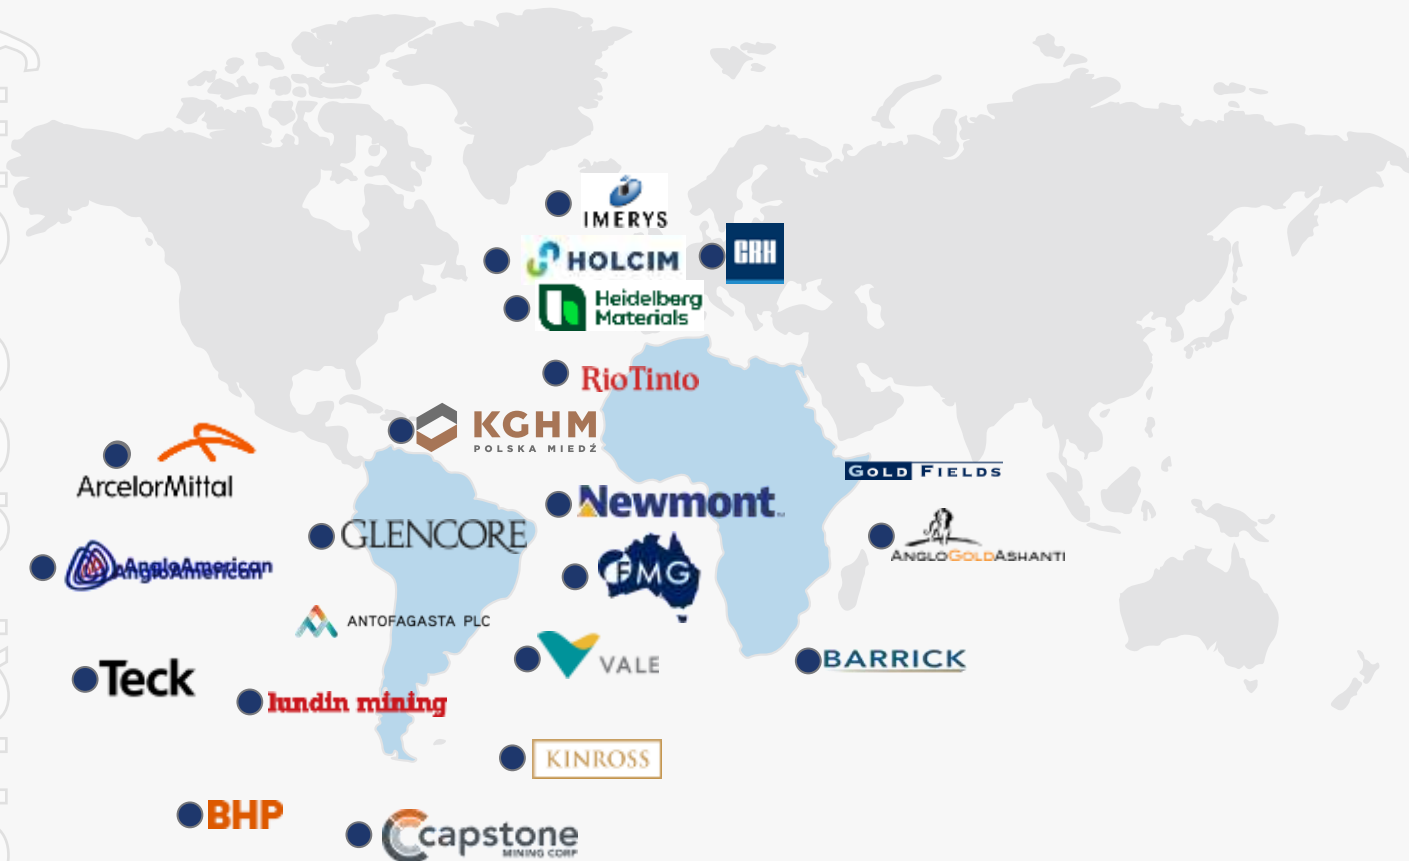 IMERYS
CRH
HOLCIM
Heidelberg
Materials
RioTinto
KGHM
POLSKA MIEDŹ
ArcelorMittal
GOLD FIELDS
Newmont
GLENCORE
ANGLOGOLDASHANTI
AngloAmerican
AngloAmerican
FMG
ANTOFAGASTA PLC
VALE
BARRICK
Teck
lundin mining
KINROSS
BHP
capstone
MINING CORP